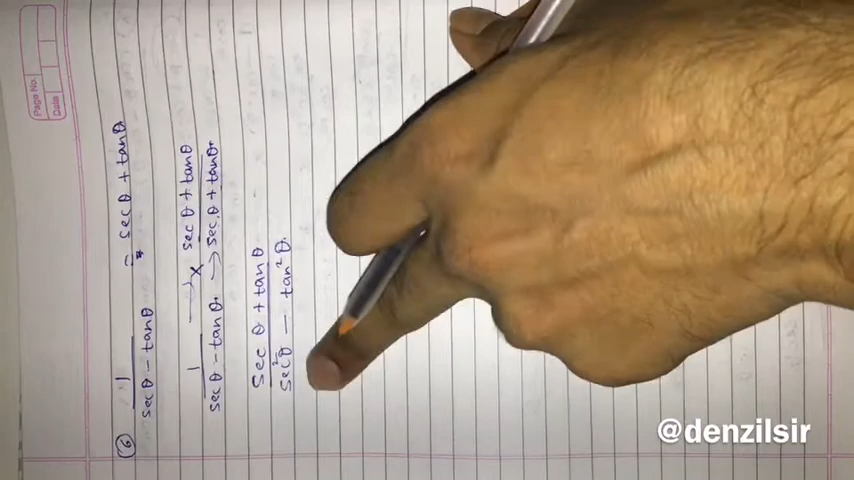 Page No.
Date
⑥ 1/(secθ - tanθ) = secθ + tanθ
1/(secθ - tanθ) → × (secθ + tanθ)/(→ secθ + tanθ)
(secθ + tanθ)/(sec²θ - tan²θ)
@denzilsir